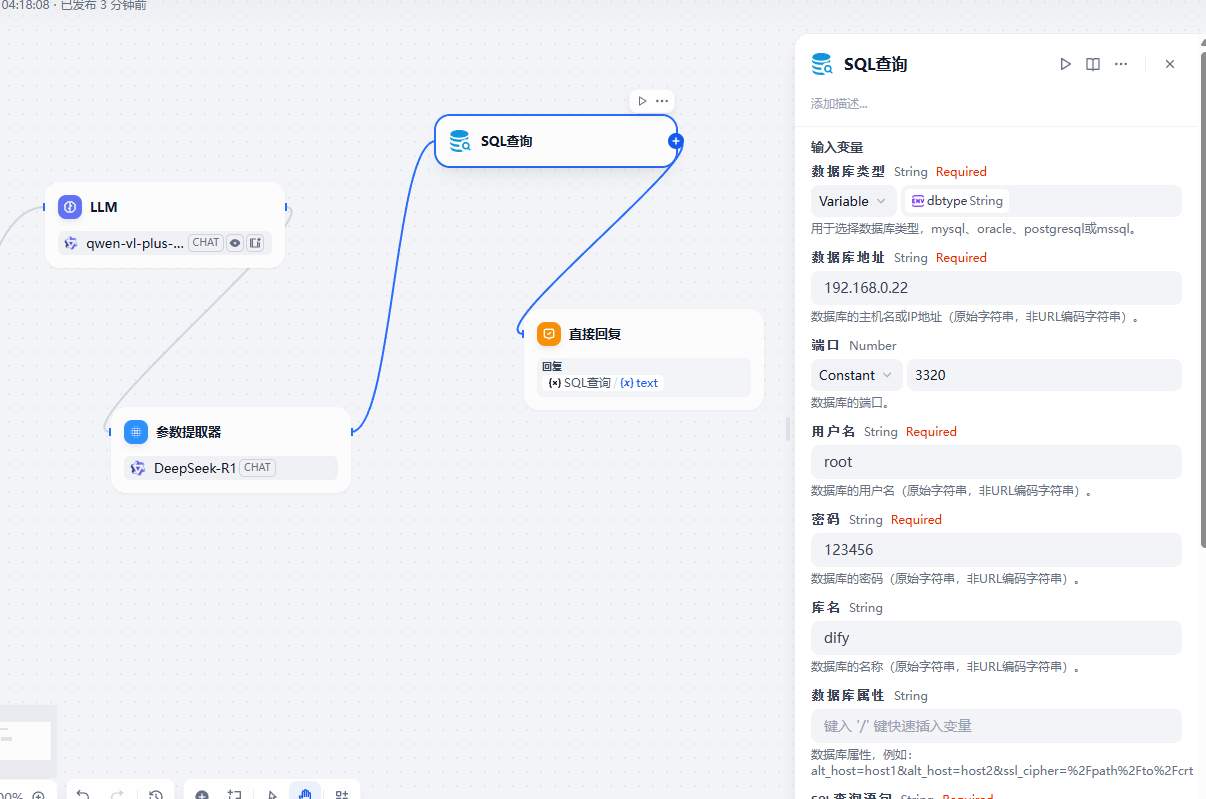 04:18:08 · 已发布 3 分钟前
LLM
qwen-vl-plus-... CHAT
参数提取器
DeepSeek-R1 CHAT
SQL查询
直接回复
回复
(x) SQL查询 / (x) text
SQL查询
添加描述...
输入变量
数据库类型 String Required
Variable dbtype String
用于选择数据库类型，mysql、oracle、postgresql或mssql。
数据库地址 String Required
192.168.0.22
数据库的主机名或IP地址（原始字符串，非URL编码字符串）。
端口 Number
Constant 3320
数据库的端口。
用户名 String Required
root
数据库的用户名（原始字符串，非URL编码字符串）。
密码 String Required
123456
数据库的密码（原始字符串，非URL编码字符串）。
库名 String
dify
数据库的名称（原始字符串，非URL编码字符串）。
数据库属性 String
键入 '/' 键快速插入变量
数据库属性，例如：
alt_host=host1&alt_host=host2&ssl_cipher=%2Fpath%2Fto%2Fcrt
SQL查询语句 String Required